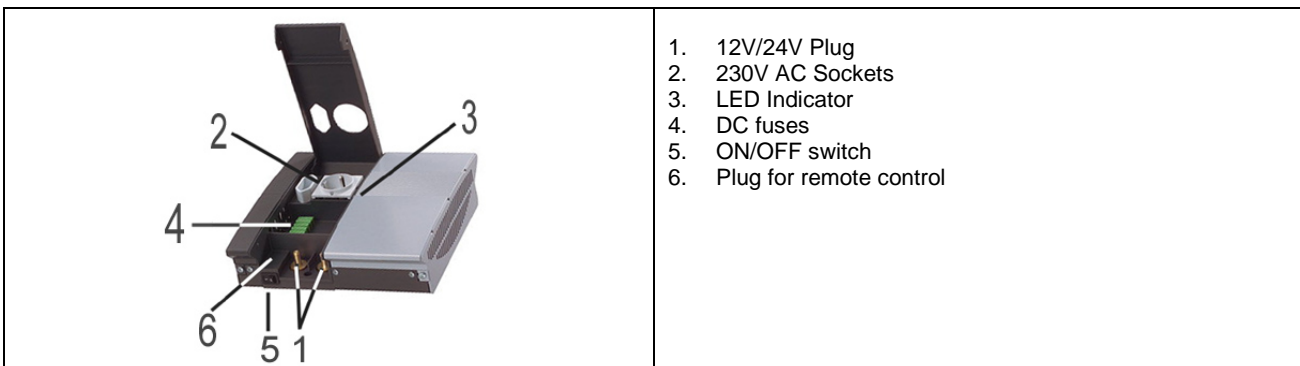 2
3
4
6
5
1
1. 12V/24V Plug
2. 230V AC Sockets
3. LED Indicator
4. DC fuses
5. ON/OFF switch
6. Plug for remote control